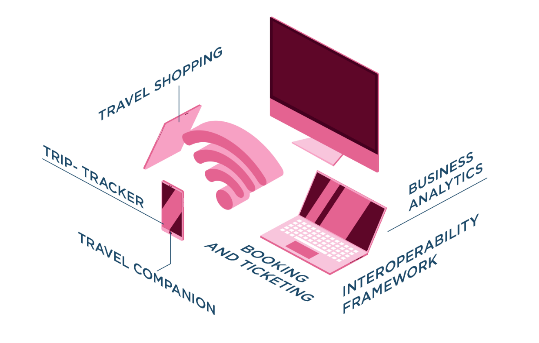 TRAVEL SHOPPING
TRIP- TRACKER
TRAVEL COMPANION
BOOKING
AND TICKETING
BUSINESS
ANALYTICS
INTEROPERABILITY
FRAMEWORK